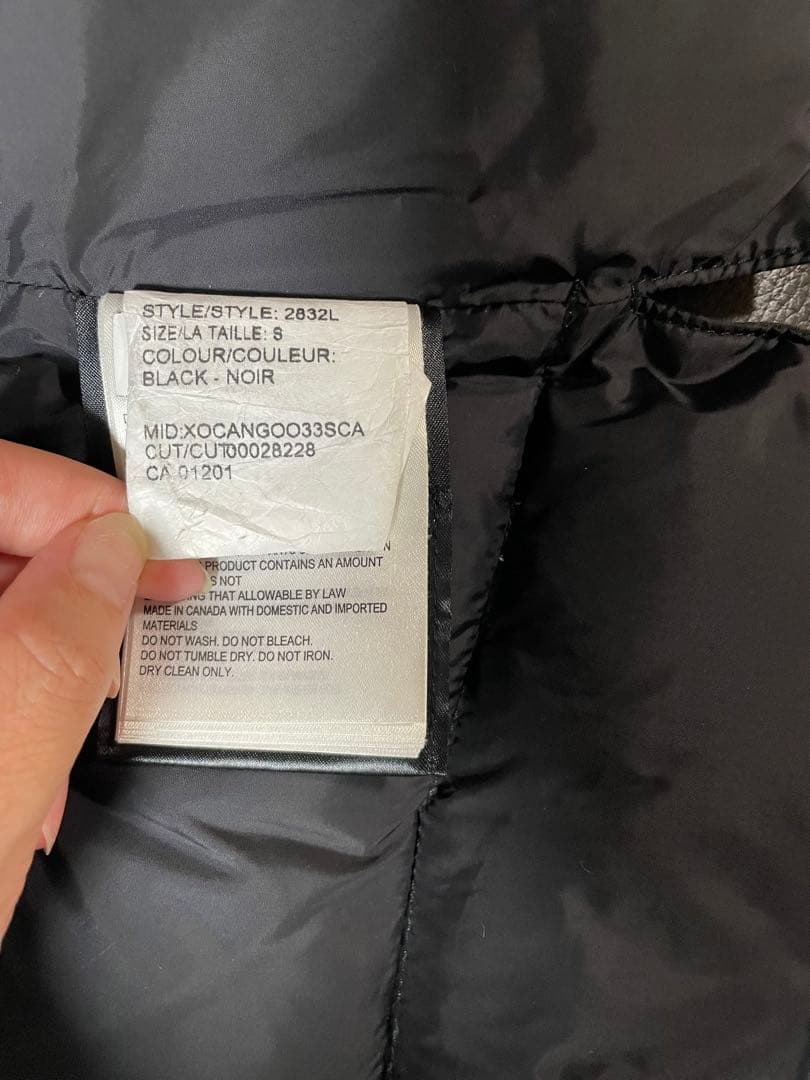 STYLE/STYLE: 2832L
SIZE/LA TAILLE: S
COLOUR/COULEUR:
BLACK - NOIR
MID:XOCANGOO33SCA
CUT/CUT00028228
CA 01201
PRODUCT CONTAINS AN AMOUNT
NOT
THAT ALLOWABLE BY LAW
MADE IN CANADA WITH DOMESTIC AND IMPORTED
MATERIALS
DO NOT WASH. DO NOT BLEACH.
DO NOT TUMBLE DRY. DO NOT IRON.
DRY CLEAN ONLY.